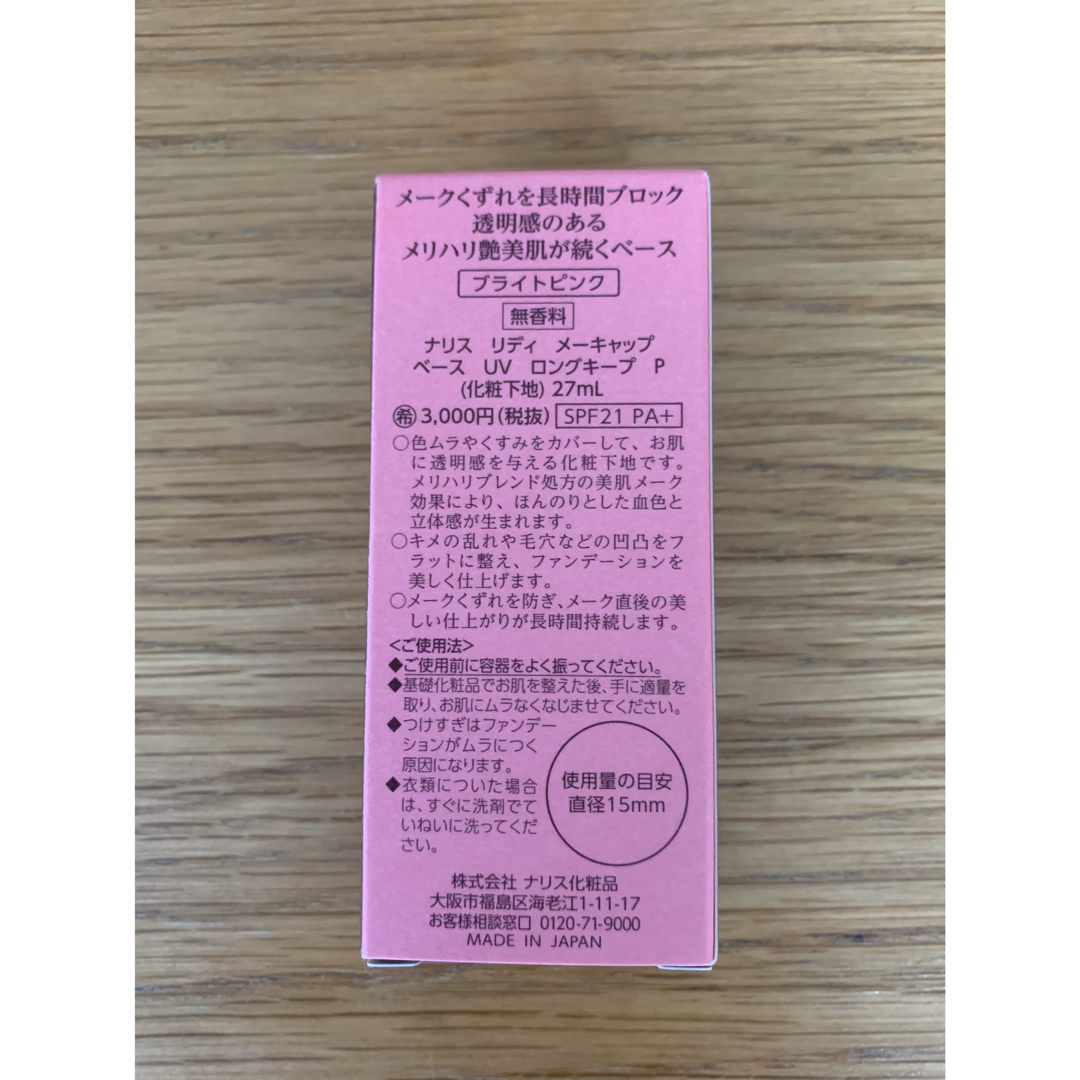 メークくずれを長時間ブロック
透明感のある
メリハリ艶美肌が続くベース
ブライトピンク
無香料
ナリス リディ メーキャップ
ベース UV ロングキープ P
(化粧下地) 27mL
㊒3,000円(税抜) SPF21 PA+
○色ムラやくすみをカバーして、お肌
に透明感を与える化粧下地です。
メリハリブレンド処方の美肌メーク
効果により、ほんのりとした血色と
立体感が生まれます。
○キメの乱れや毛穴などの凹凸をフ
ラットに整え、ファンデーションを
美しく仕上げます。
○メークくずれを防ぎ、メーク直後の美
しい仕上がりが長時間持続します。
<ご使用法>
◆ご使用前に容器をよく振ってください。
◆基礎化粧品でお肌を整えた後、手に適量を
取り、お肌にムラなくなじませてください。
◆つけすぎはファンデー
ションがムラにつく
原因になります。
◆衣類についた場合
は、すぐに洗剤でて
いねいに洗ってくだ
さい。
使用量の目安
直径15mm
株式会社 ナリス化粧品
大阪市福島区海老江1-11-17
お客様相談窓口 0120-71-9000
MADE IN JAPAN